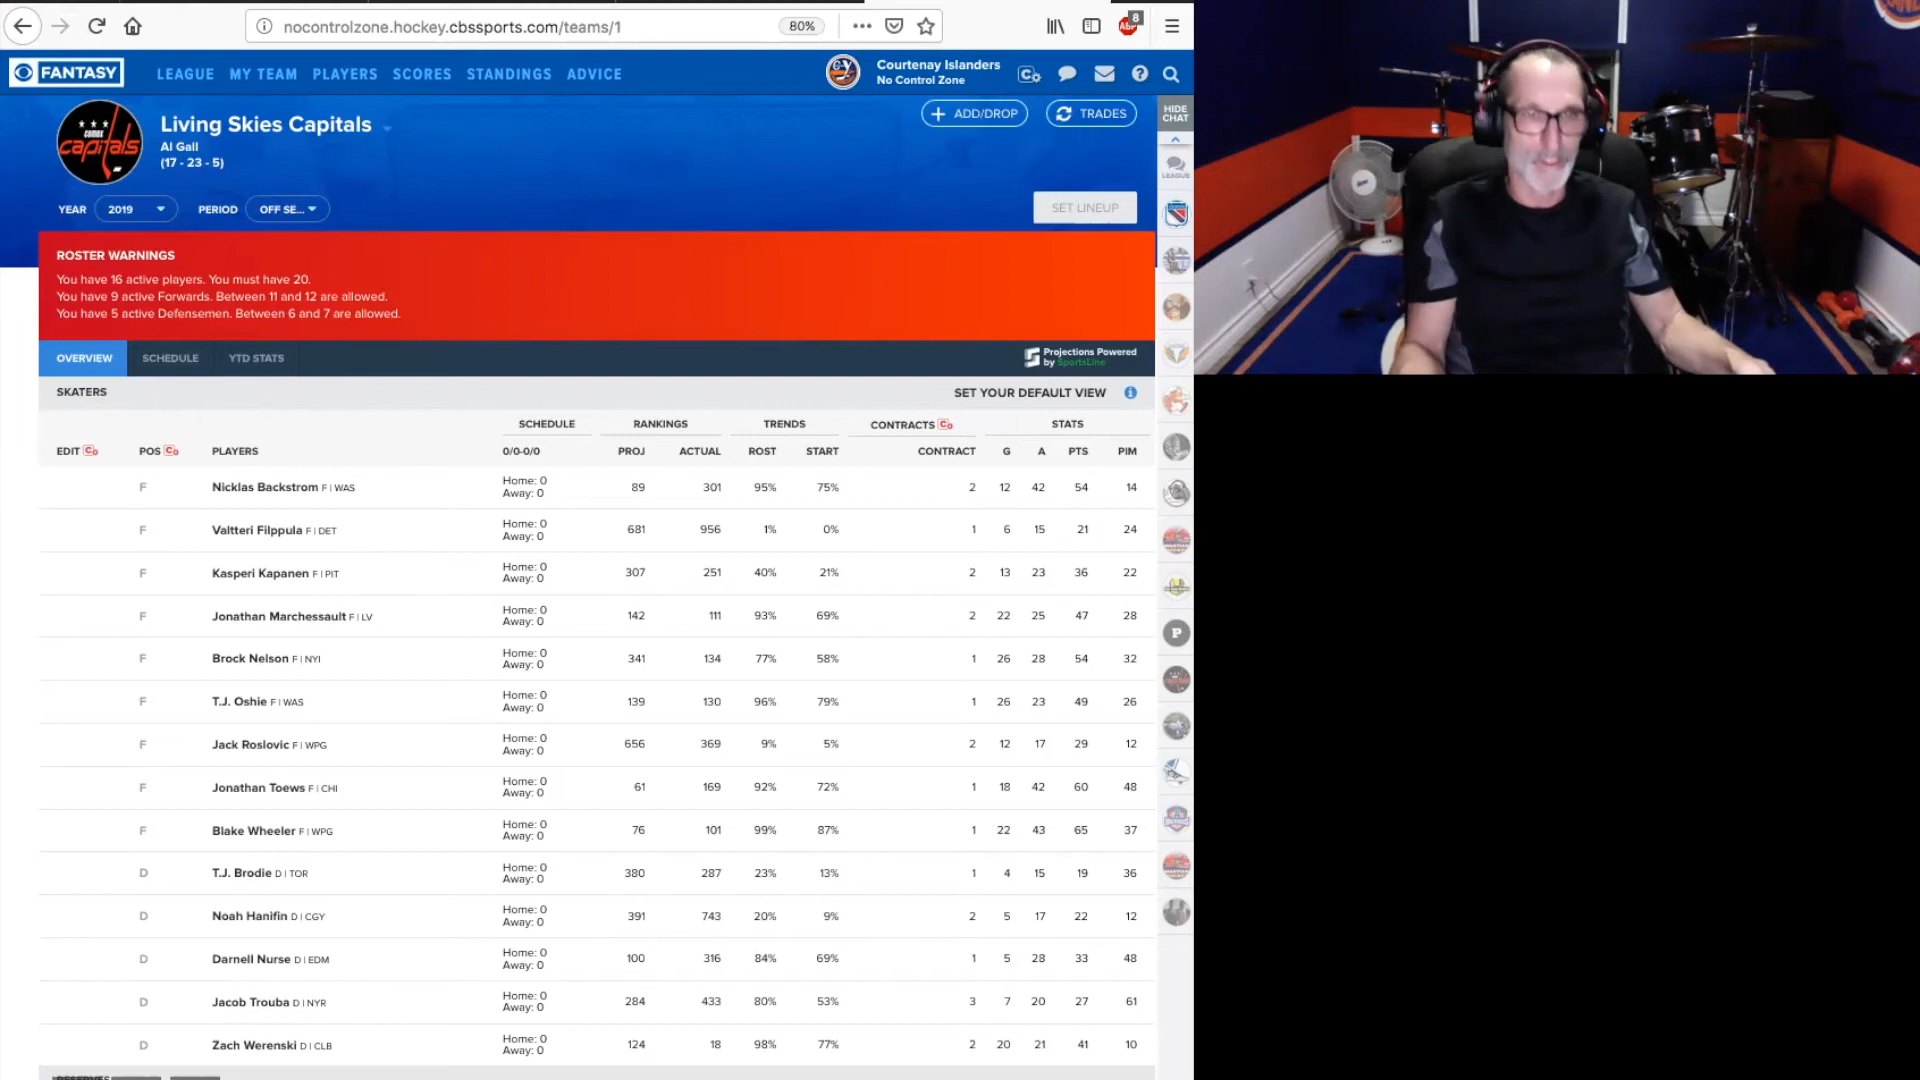 nocontrolzone.hockey.cbssports.com/teams/1
80%
ABP
8
FANTASY
LEAGUE
MY TEAM
PLAYERS
SCORES
STANDINGS
ADVICE
Courtenay Islanders
No Control Zone
Living Skies Capitals
Al Gall
(17 - 23 - 5)
ADD/DROP
TRADES
HIDE
CHAT
LEAGUE
capitals
YEAR
2019
PERIOD
OFF SE...
SET LINEUP
ROSTER WARNINGS
You have 16 active players. You must have 20.
You have 9 active Forwards. Between 11 and 12 are allowed.
You have 5 active Defensemen. Between 6 and 7 are allowed.
OVERVIEW
SCHEDULE
YTD STATS
Projections Powered
by SportsLine
SKATERS
SET YOUR DEFAULT VIEW
SCHEDULE RANKINGS TRENDS CONTRACTS STATS
EDIT POS PLAYERS 0/0-0/0 PROJ ACTUAL ROST START CONTRACT G A PTS PIM
F Nicklas Backstrom F | WAS Home: 0 Away: 0 89 301 95% 75% 2 12 42 54 14
F Valtteri Filppula F | DET Home: 0 Away: 0 681 956 1% 0% 1 6 15 21 24
F Kasperi Kapanen F | PIT Home: 0 Away: 0 307 251 40% 21% 2 13 23 36 22
F Jonathan Marchessault F | LV Home: 0 Away: 0 142 111 93% 69% 2 22 25 47 28
F Brock Nelson F | NYI Home: 0 Away: 0 341 134 77% 58% 1 26 28 54 32
F T.J. Oshie F | WAS Home: 0 Away: 0 139 130 96% 79% 1 26 23 49 26
F Jack Roslovic F | WPG Home: 0 Away: 0 656 369 9% 5% 2 12 17 29 12
F Jonathan Toews F | CHI Home: 0 Away: 0 61 169 92% 72% 1 18 42 60 48
F Blake Wheeler F | WPG Home: 0 Away: 0 76 101 99% 87% 1 22 43 65 37
D T.J. Brodie D | TOR Home: 0 Away: 0 380 287 23% 13% 1 4 15 19 36
D Noah Hanifin D | CGY Home: 0 Away: 0 391 743 20% 9% 2 5 17 22 12
D Darnell Nurse D | EDM Home: 0 Away: 0 100 316 84% 69% 1 5 28 33 48
D Jacob Trouba D | NYR Home: 0 Away: 0 284 433 80% 53% 3 7 20 27 61
D Zach Werenski D | CLB Home: 0 Away: 0 124 18 98% 77% 2 20 21 41 10
RESERVES